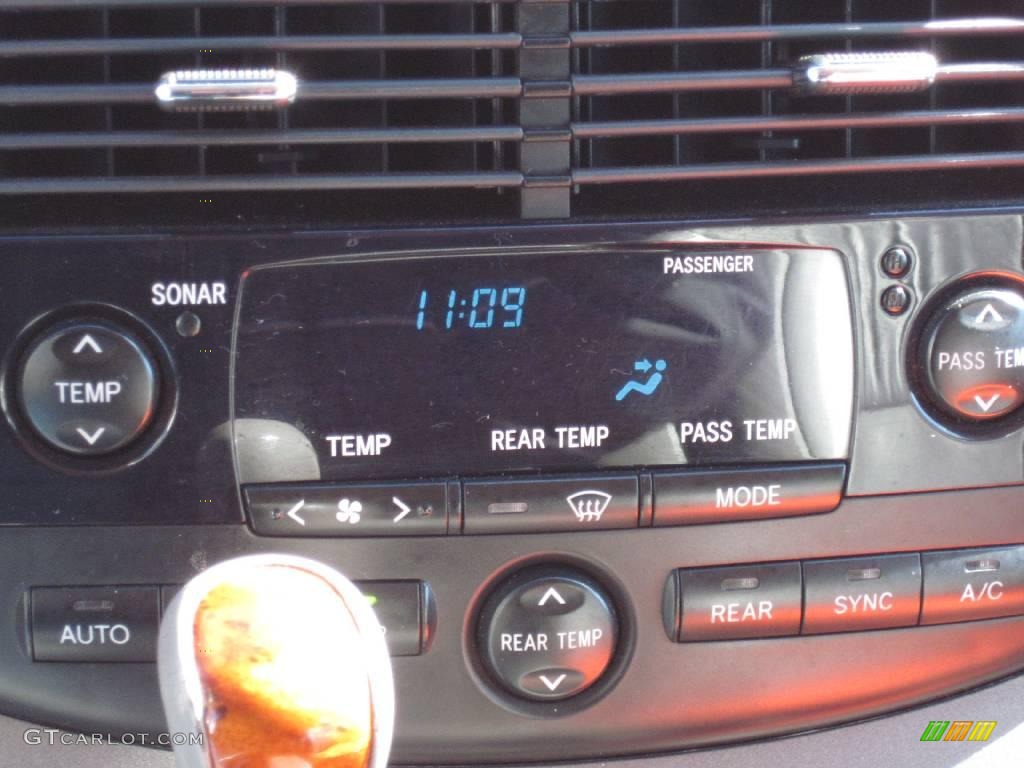 PASSENGER
SONAR
11:09
TEMP
PASS TEM
TEMP
REAR TEMP
PASS TEMP
MODE
AUTO
REAR TEMP
REAR
SYNC
A/C
GTCARLOT.COM